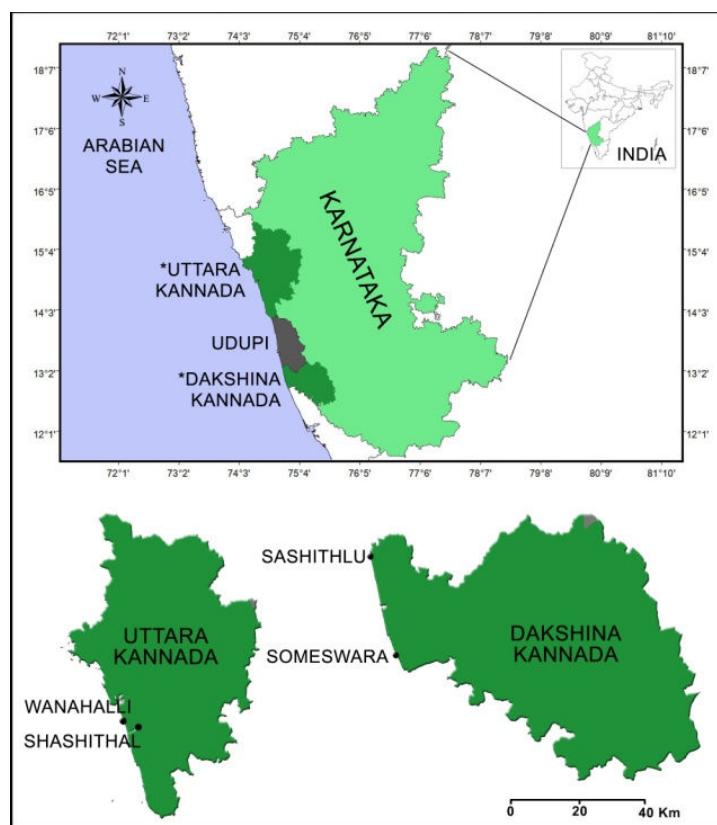 72°1' 73°2' 74°3' 75°4' 76°5' 77°6' 78°7' 79°8' 80°9' 81°10'
18°7' 18°7'
N
W E
S
ARABIAN
SEA
INDIA
17°6' 17°6'
16°5' 16°5'
KARNATAKA
15°4' 15°4'
*UTTARA
KANNADA
14°3' 14°3'
UDUPI
13°2' 13°2'
*DAKSHINA
KANNADA
12°1' 12°1'
72°1' 73°2' 74°3' 75°4' 76°5' 77°6' 78°7' 79°8' 80°9' 81°10'
SASHITHLU
UTTARA
KANNADA
DAKSHINA
KANNADA
SOMESWARA
WANAHALLI
SHASHITHAL
0 20 40 Km